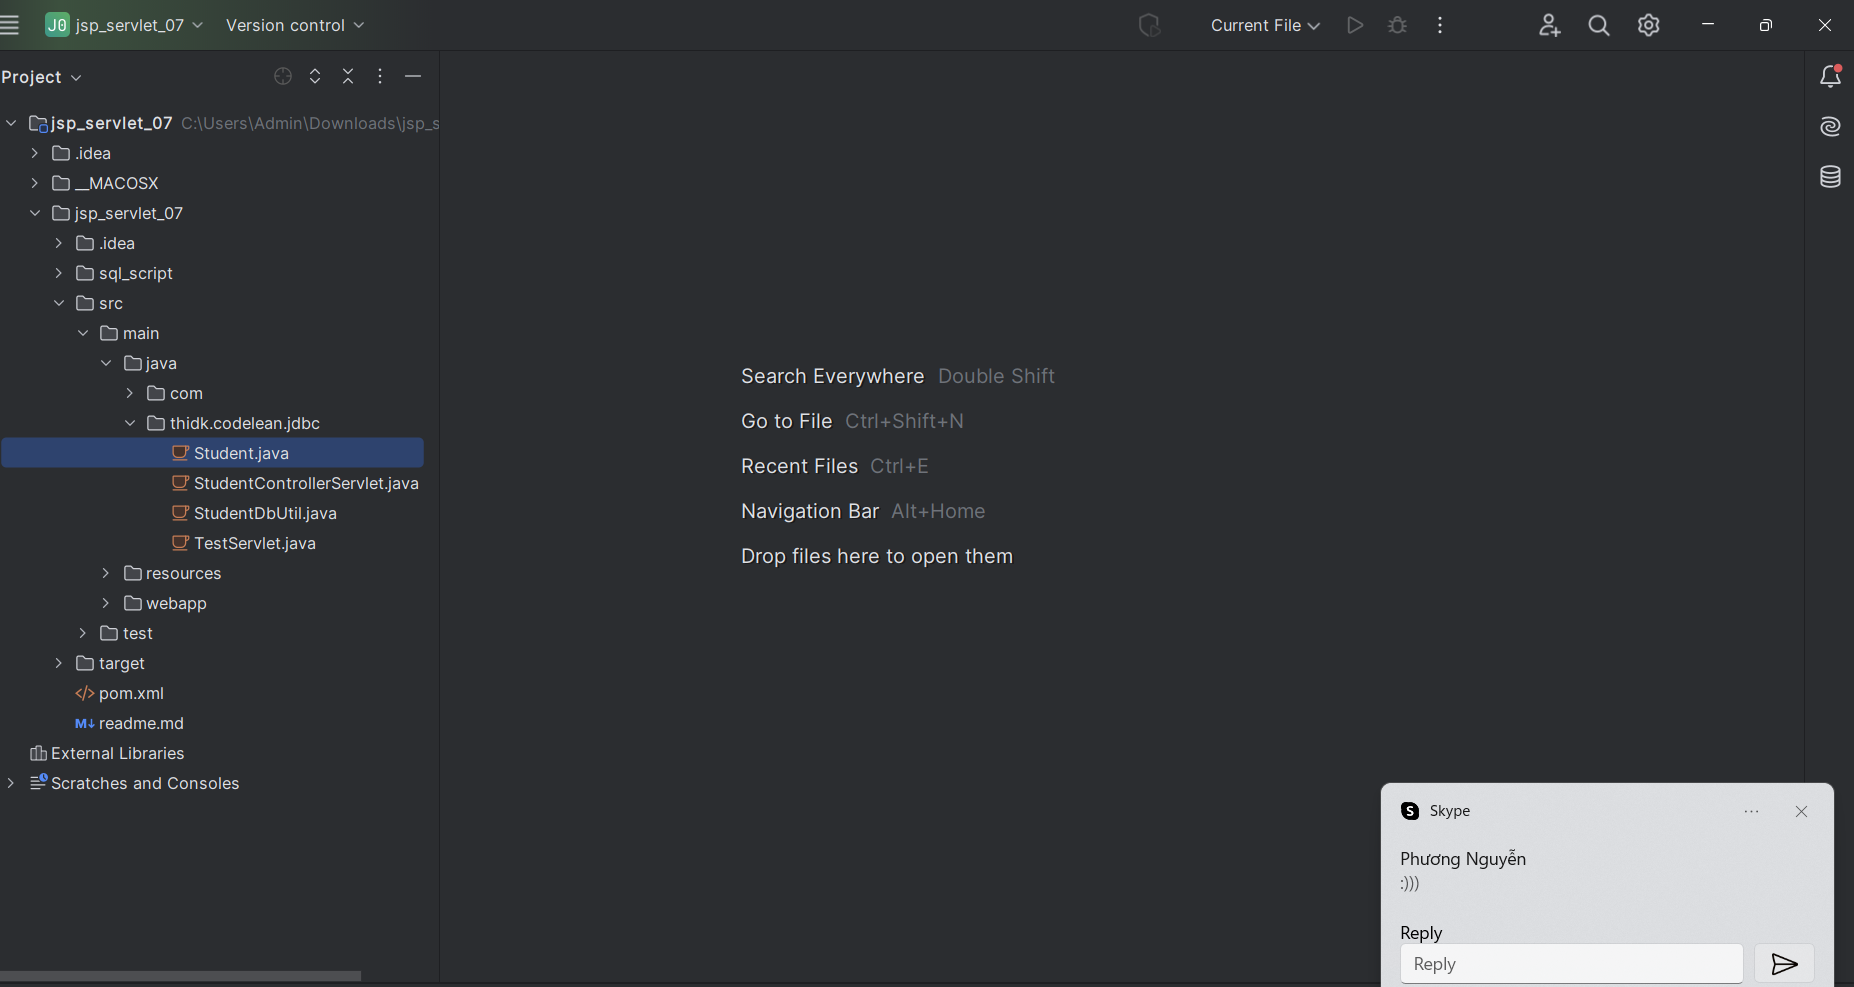 J0 jsp_servlet_07 Version control Current File
Project
jsp_servlet_07 C:\Users\Admin\Downloads\jsp_s
.idea
__MACOSX
jsp_servlet_07
.idea
sql_script
src
main
java
com
thidk.codelean.jdbc
Student.java
StudentControllerServlet.java
StudentDbUtil.java
TestServlet.java
resources
webapp
test
target
</> pom.xml
M↓ readme.md
External Libraries
Scratches and Consoles
Search Everywhere Double Shift
Go to File Ctrl+Shift+N
Recent Files Ctrl+E
Navigation Bar Alt+Home
Drop files here to open them
S Skype
Phương Nguyễn
:)))
Reply
Reply